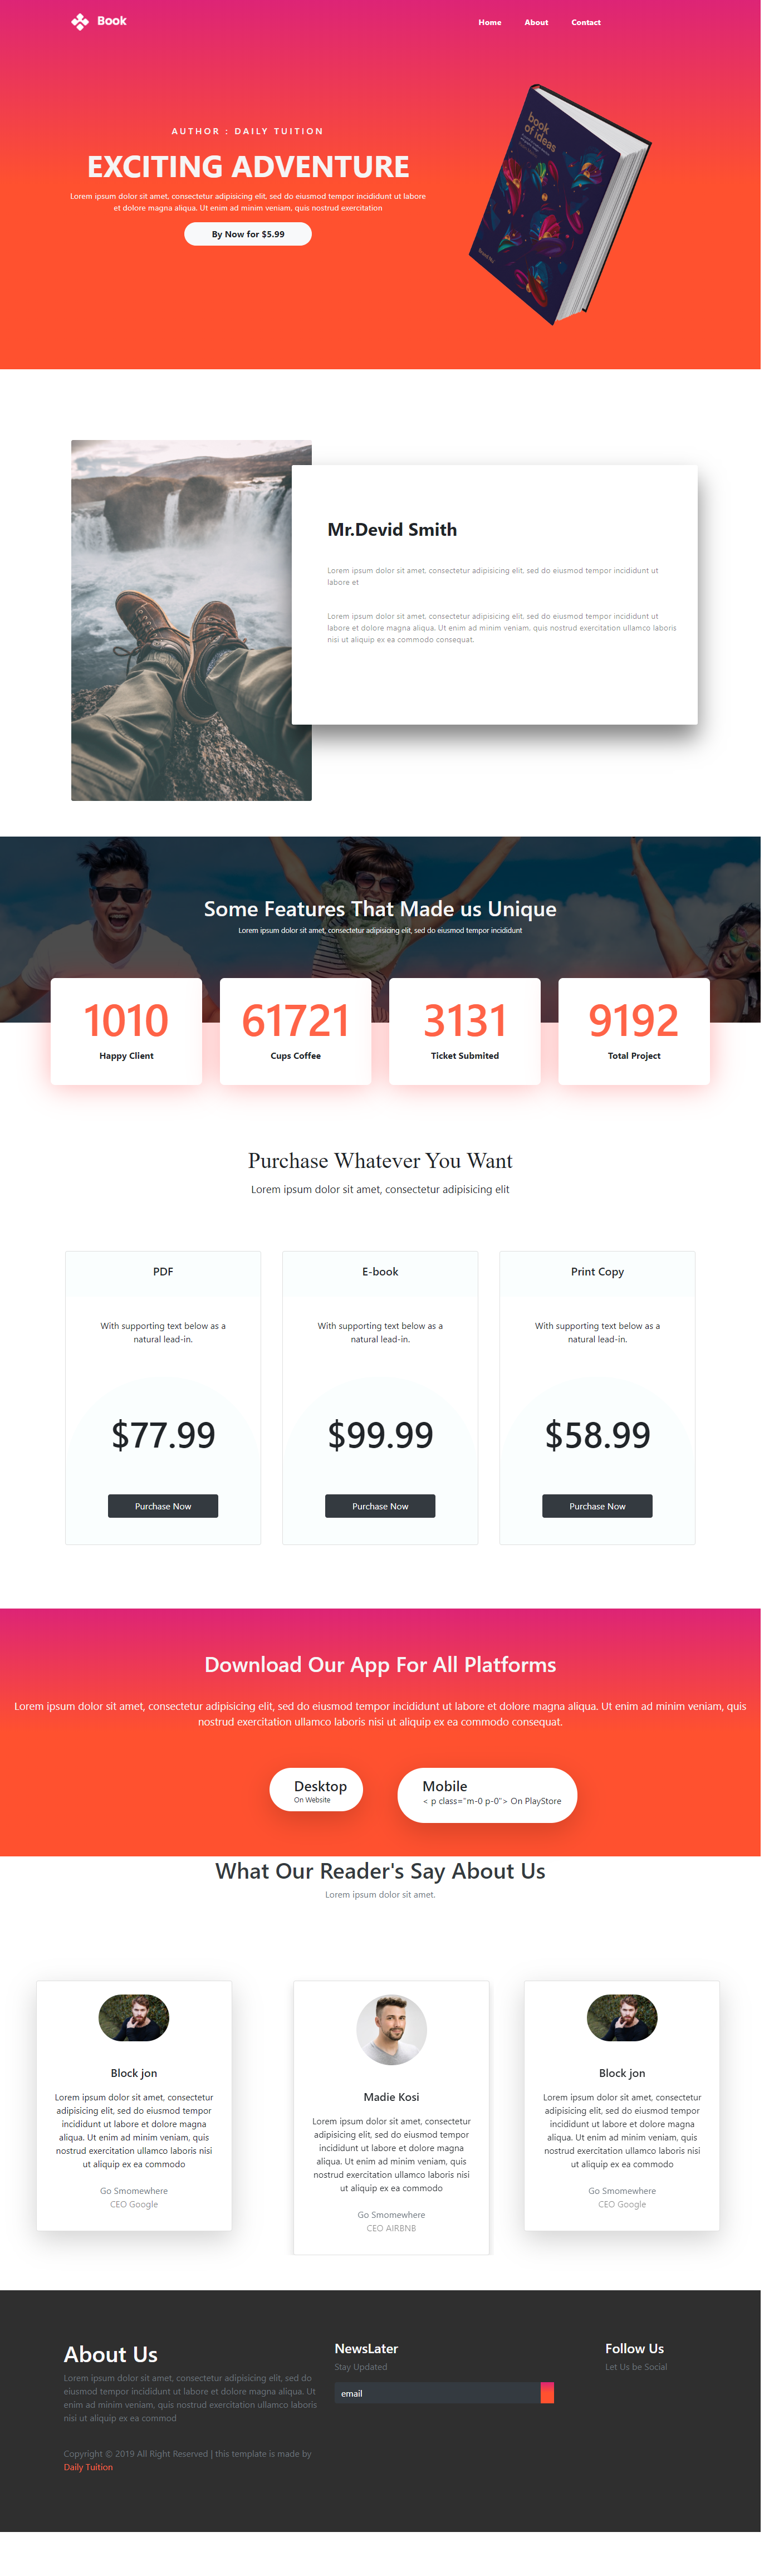 Book
Home
About
Contact
AUTHOR : DAILY TUITION
EXCITING ADVENTURE
Lorem ipsum dolor sit amet, consectetur adipisicing elit, sed do eiusmod tempor incididunt ut labore
et dolore magna aliqua. Ut enim ad minim veniam, quis nostrud exercitation
By Now for $5.99
book
of ideas
Mr.Devid Smith
Lorem ipsum dolor sit amet, consectetur adipisicing elit, sed do eiusmod tempor incididunt ut
labore et
Lorem ipsum dolor sit amet, consectetur adipisicing elit, sed do eiusmod tempor incididunt ut
labore et dolore magna aliqua. Ut enim ad minim veniam, quis nostrud exercitation ullamco laboris
nisi ut aliquip ex ea commodo consequat.
Some Features That Made us Unique
Lorem ipsum dolor sit amet, consectetur adipisicing elit, sed do eiusmod tempor incididunt
1010
Happy Client
61721
Cups Coffee
3131
Ticket Submited
9192
Total Project
Purchase Whatever You Want
Lorem ipsum dolor sit amet, consectetur adipisicing elit
PDF
With supporting text below as a
natural lead-in.
$77.99
Purchase Now
E-book
With supporting text below as a
natural lead-in.
$99.99
Purchase Now
Print Copy
With supporting text below as a
natural lead-in.
$58.99
Purchase Now
Download Our App For All Platforms
Lorem ipsum dolor sit amet, consectetur adipisicing elit, sed do eiusmod tempor incididunt ut labore et dolore magna aliqua. Ut enim ad minim veniam, quis
nostrud exercitation ullamco laboris nisi ut aliquip ex ea commodo consequat.
Desktop
On Website
Mobile
< p class="m-0 p-0"> On PlayStore
What Our Reader's Say About Us
Lorem ipsum dolor sit amet.
Block jon
Lorem ipsum dolor sit amet, consectetur
adipisicing elit, sed do eiusmod tempor
incididunt ut labore et dolore magna
aliqua. Ut enim ad minim veniam, quis
nostrud exercitation ullamco laboris nisi
ut aliquip ex ea commodo
Go Smomewhere
CEO Google
Madie Kosi
Lorem ipsum dolor sit amet, consectetur
adipisicing elit, sed do eiusmod tempor
incididunt ut labore et dolore magna
aliqua. Ut enim ad minim veniam, quis
nostrud exercitation ullamco laboris nisi
ut aliquip ex ea commodo
Go Smomewhere
CEO AIRBNB
Block jon
Lorem ipsum dolor sit amet, consectetur
adipisicing elit, sed do eiusmod tempor
incididunt ut labore et dolore magna
aliqua. Ut enim ad minim veniam, quis
nostrud exercitation ullamco laboris nisi
ut aliquip ex ea commodo
Go Smomewhere
CEO Google
About Us
Lorem ipsum dolor sit amet, consectetur adipisicing elit, sed do
eiusmod tempor incididunt ut labore et dolore magna aliqua. Ut
enim ad minim veniam, quis nostrud exercitation ullamco laboris
nisi ut aliquip ex ea commod
Copyright © 2019 All Right Reserved | this template is made by
Daily Tuition
NewsLater
Stay Updated
email
Follow Us
Let Us be Social